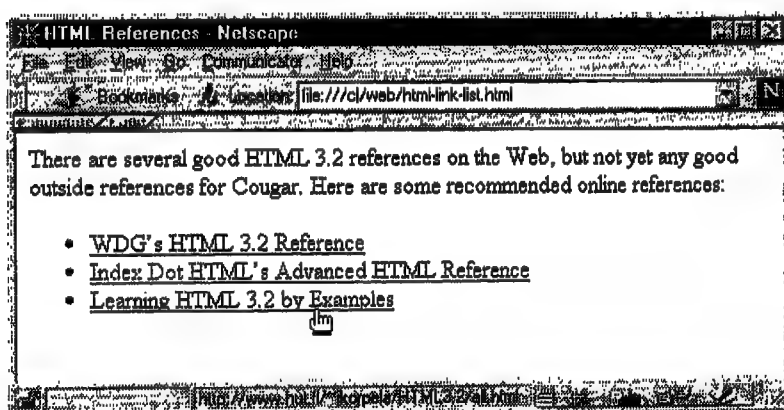 HTML References - Netscape
File Edit View Go Communicator Help
Bookmarks Location: file:///c|/web/html-link-list.html
N
There are several good HTML 3.2 references on the Web, but not yet any good
outside references for Cougar. Here are some recommended online references:
• WDG's HTML 3.2 Reference
• Index Dot HTML's Advanced HTML Reference
• Learning HTML 3.2 by Examples